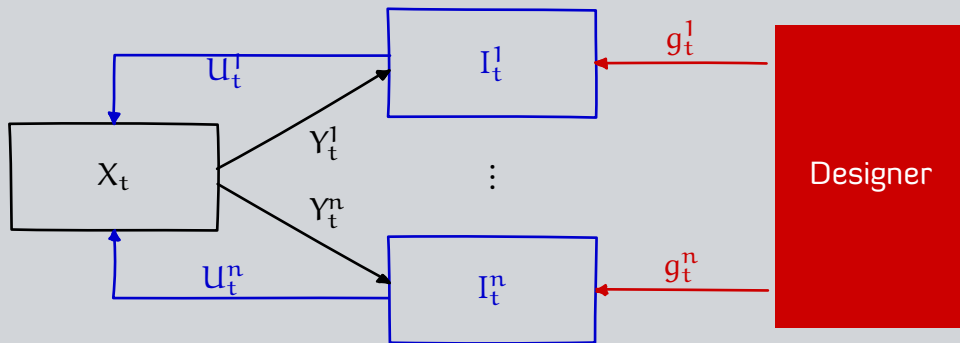 I_t^1
g_t^1
U_t^1
Y_t^1
X_t
⋮
Designer
Y_t^n
U_t^n
I_t^n
g_t^n